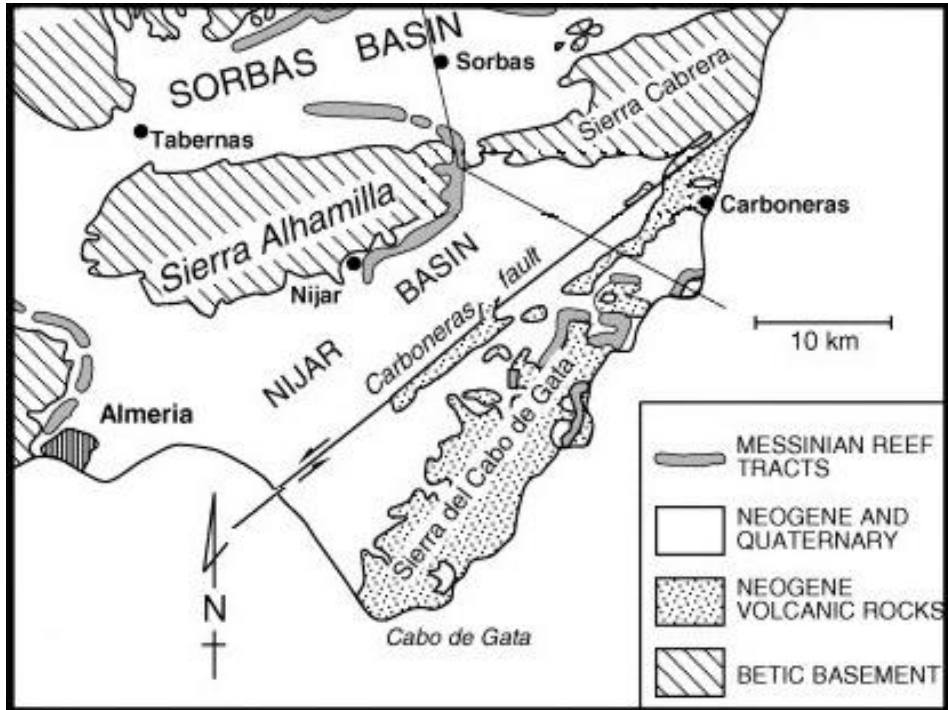 SORBAS BASIN
Sorbas
Sierra Cabrera
Tabernas
Sierra Alhamilla
Carboneras
Nijar
NIJAR BASIN
Carboneras fault
10 km
Almeria
Sierra del Cabo de Gata
N
Cabo de Gata
MESSINIAN REEF
TRACTS
NEOGENE AND
QUATERNARY
NEOGENE
VOLCANIC ROCKS
BETIC BASEMENT